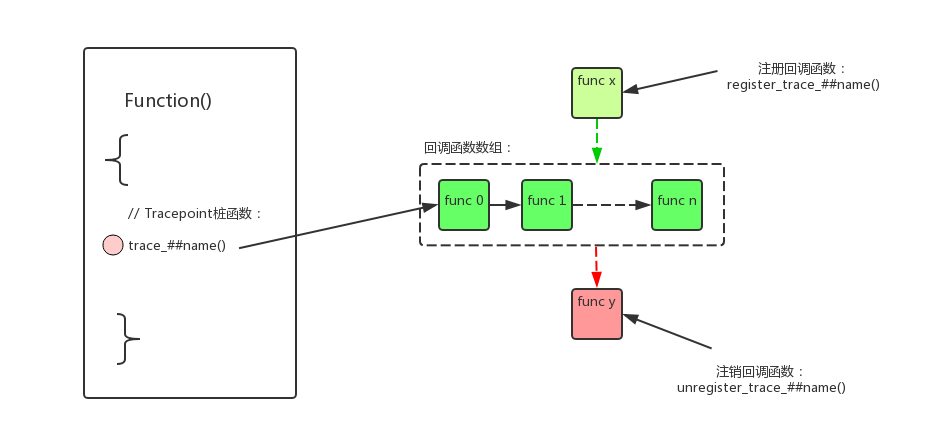 Function()
{
// Tracepoint桩函数：
trace_##name()
}
回调函数数组：
func 0
func 1
func n
func x
注册回调函数：
register_trace_##name()
func y
注销回调函数：
unregister_trace_##name()